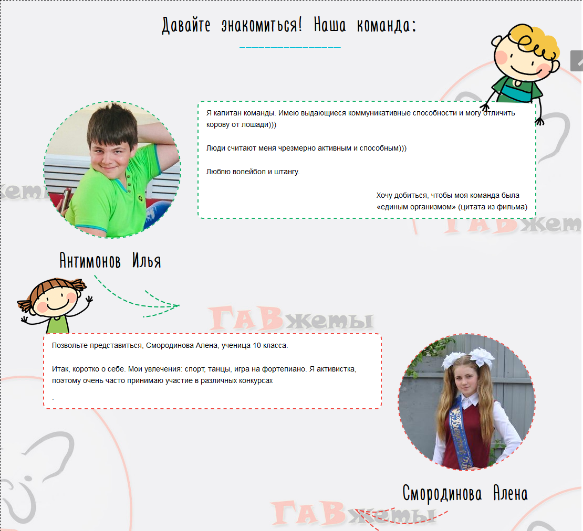 Давайте знакомиться! Наша команда:
Я капитан команды. Имею выдающиеся коммуникативные способности и могу отличить
корову от лошади)))
Люди считают меня чрезмерно активным и способным)))
Люблю волейбол и штангу
Хочу добиться, чтобы моя команда была
«единым организмом» (цитата из фильма)
жеты
ГАВжеты
Антимонов Илья
ГАВжеты
Позвольте представиться, Смородинова Алена, ученица 10 класса.
Итак, коротко о себе. Мои увлечения: спорт, танцы, игра на фортепиано. Я активистка,
поэтому очень часто принимаю участие в различных конкурсах
Смородинова Алена
ГАВжеты